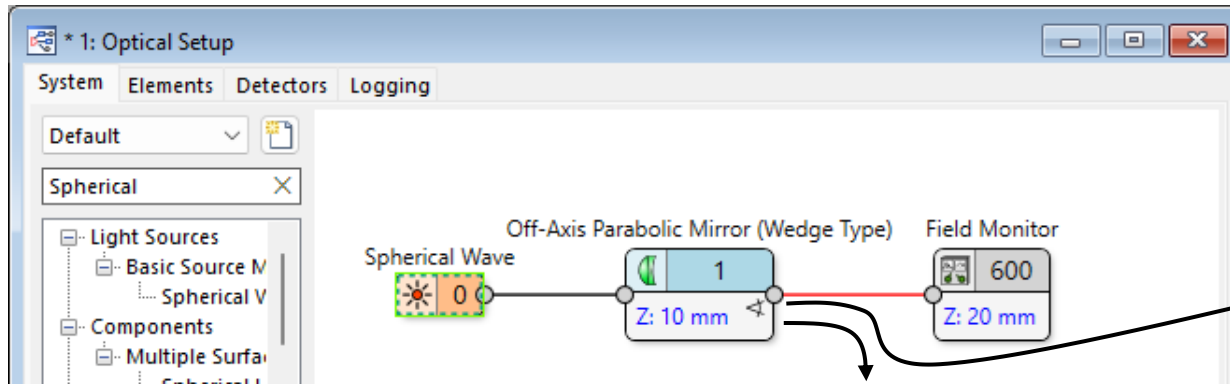 * 1: Optical Setup
System Elements Detectors Logging
Default
Spherical
Light Sources
Basic Source M
Spherical V
Components
Multiple Surfa
Off-Axis Parabolic Mirror (Wedge Type)
Field Monitor
Spherical Wave
0
1
600
Z: 10 mm
Z: 20 mm